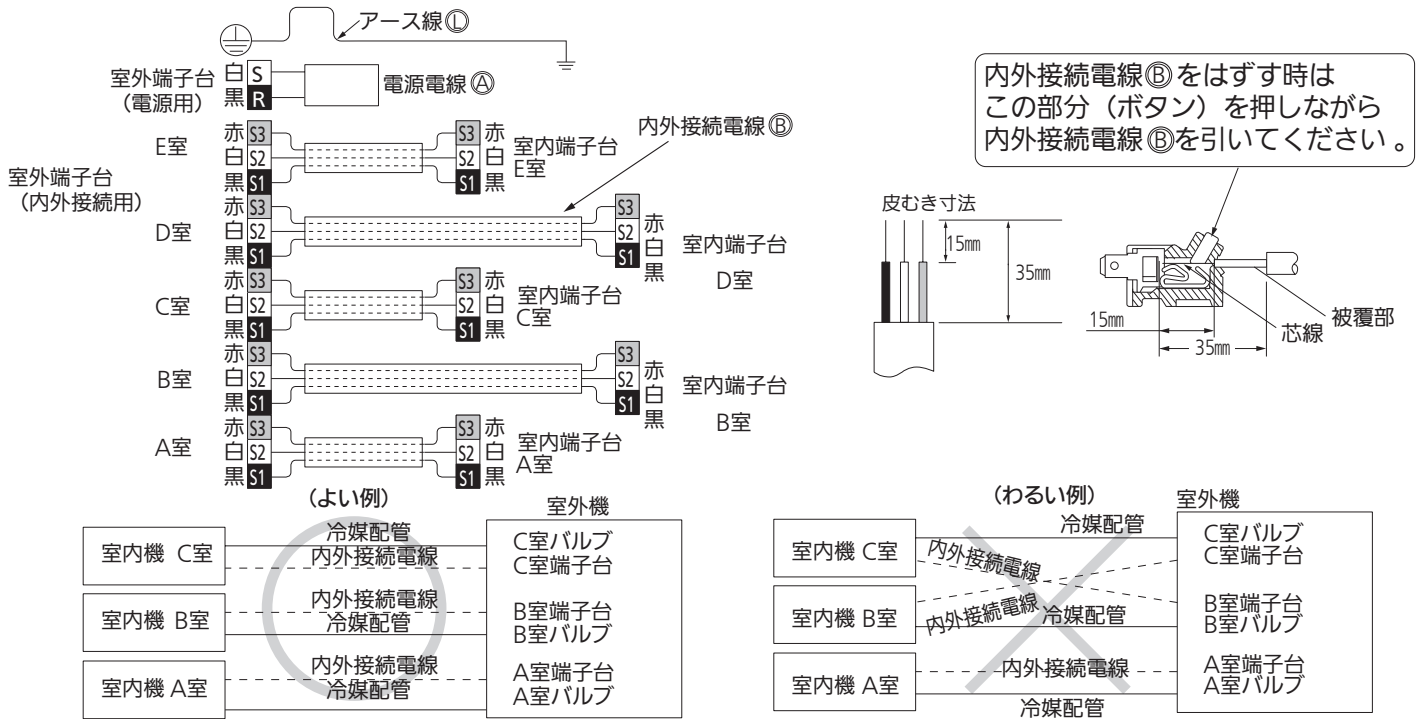 アース線Ⓛ
室外端子台
（電源用）
白 S
黒 R
電源電線Ⓐ
内外接続電線Ⓑ
室外端子台
（内外接続用）
E室
赤 S3
白 S2
黒 S1
S3 赤
S2 白
S1 黒
室内端子台
E室
D室
赤 S3
白 S2
黒 S1
S3 赤
S2 白
S1 黒
室内端子台
D室
C室
赤 S3
白 S2
黒 S1
S3 赤
S2 白
S1 黒
室内端子台
C室
B室
赤 S3
白 S2
黒 S1
S3 赤
S2 白
S1 黒
室内端子台
B室
A室
赤 S3
白 S2
黒 S1
S3 赤
S2 白
S1 黒
室内端子台
A室
内外接続電線Ⓑをはずす時は
この部分（ボタン）を押しながら
内外接続電線Ⓑを引いてください。
皮むき寸法
15㎜
35㎜
15㎜
35㎜
芯線
被覆部
（よい例）
室外機
室内機 C室
冷媒配管
内外接続電線
C室バルブ
C室端子台
室内機 B室
内外接続電線
冷媒配管
B室端子台
B室バルブ
室内機 A室
内外接続電線
冷媒配管
A室端子台
A室バルブ
（わるい例）
室外機
室内機 C室
冷媒配管
内外接続電線
C室バルブ
C室端子台
室内機 B室
内外接続電線
冷媒配管
B室端子台
B室バルブ
室内機 A室
内外接続電線
冷媒配管
A室端子台
A室バルブ